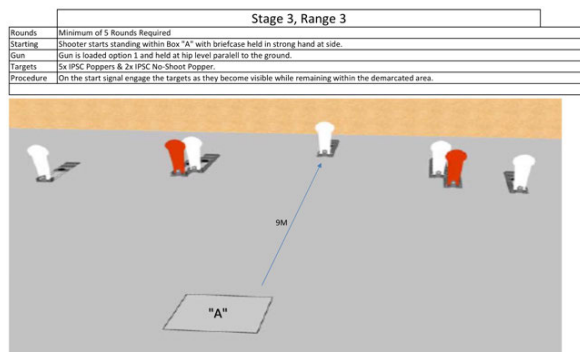 Stage 3, Range 3
Rounds Minimum of 5 Rounds Required
Starting Shooter starts standing within Box "A" with briefcase held in strong hand at side.
Gun Gun is loaded option 1 and held at hip level paralell to the ground.
Targets 5x IPSC Poppers & 2x IPSC No-Shoot Popper.
Procedure On the start signal engage the targets as they become visible while remaining within the demarcated area.
9M
"A"